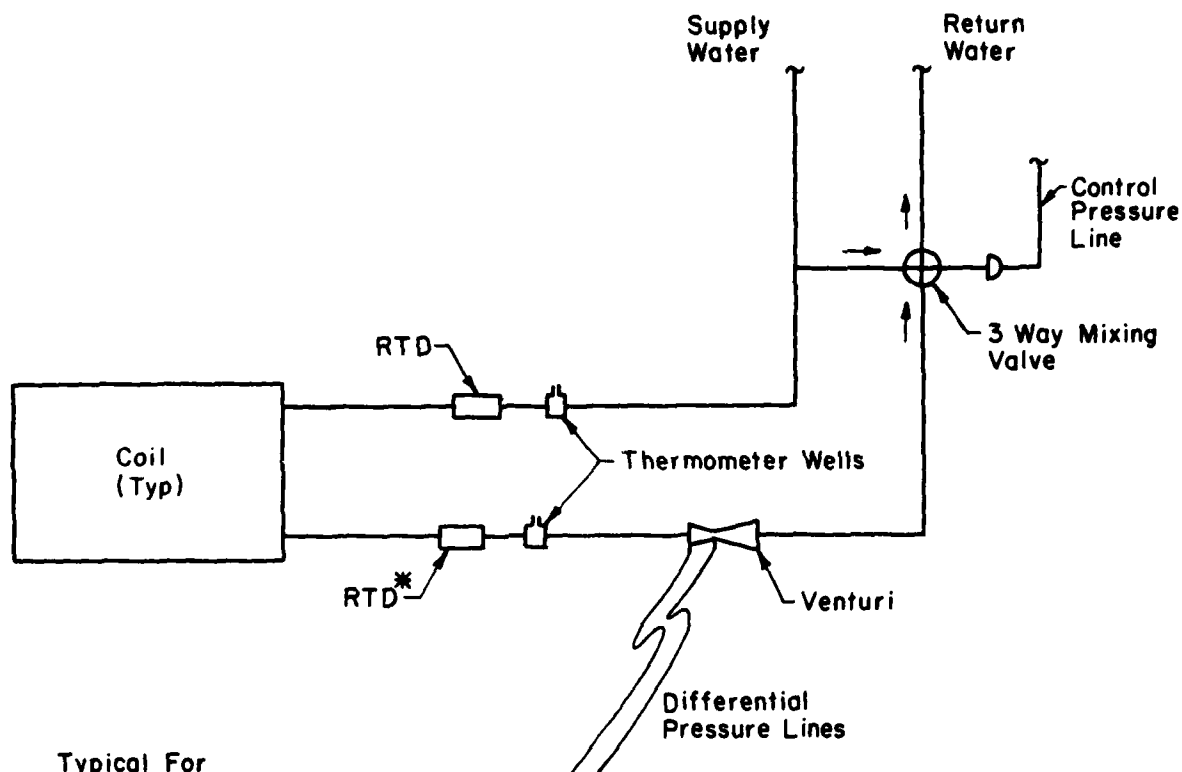 Supply
Water
Return
Water
Control
Pressure
Line
3 Way Mixing
Valve
RTD
Coil
(Typ)
Thermometer Wells
RTD*
Venturi
Differential
Pressure Lines
Typical For